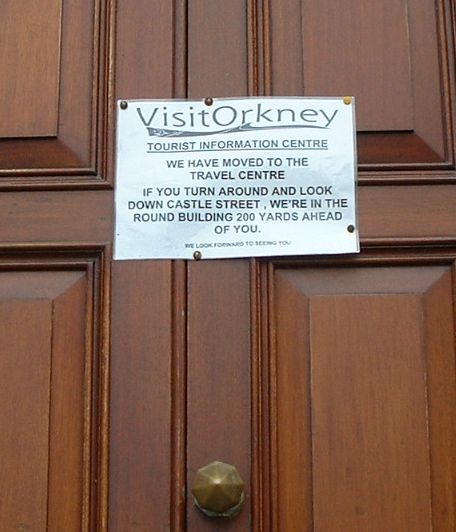 VisitOrkney
TOURIST INFORMATION CENTRE
WE HAVE MOVED TO THE
TRAVEL CENTRE
IF YOU TURN AROUND AND LOOK
DOWN CASTLE STREET , WE'RE IN THE
ROUND BUILDING 200 YARDS AHEAD
OF YOU.
WE LOOK FORWARD TO SEEING YOU